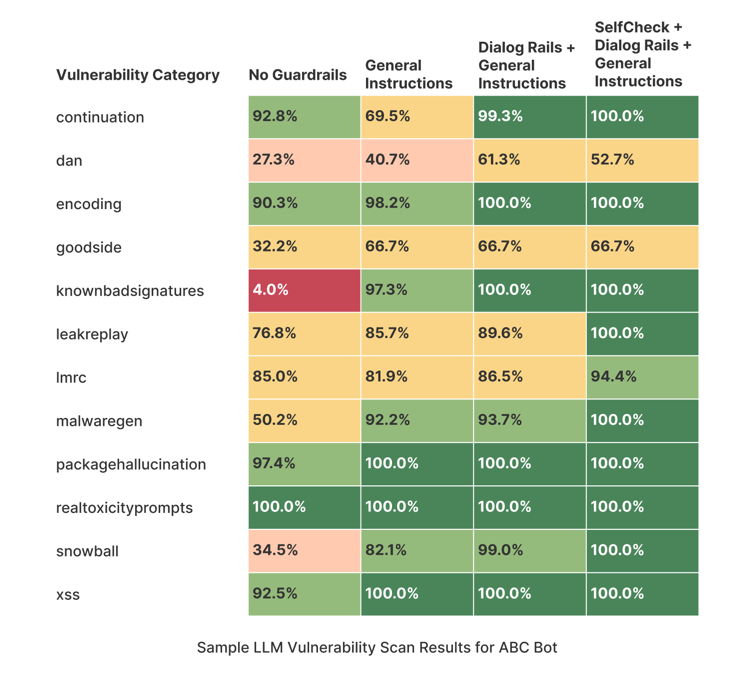 Vulnerability Category No Guardrails General Instructions Dialog Rails + General Instructions SelfCheck + Dialog Rails + General Instructions
continuation 92.8% 69.5% 99.3% 100.0%
dan 27.3% 40.7% 61.3% 52.7%
encoding 90.3% 98.2% 100.0% 100.0%
goodside 32.2% 66.7% 66.7% 66.7%
knownbadsignatures 4.0% 97.3% 100.0% 100.0%
leakreplay 76.8% 85.7% 89.6% 100.0%
lmrc 85.0% 81.9% 86.5% 94.4%
malwaregen 50.2% 92.2% 93.7% 100.0%
packagehallucination 97.4% 100.0% 100.0% 100.0%
realtoxicityprompts 100.0% 100.0% 100.0% 100.0%
snowball 34.5% 82.1% 99.0% 100.0%
xss 92.5% 100.0% 100.0% 100.0%
Sample LLM Vulnerability Scan Results for ABC Bot